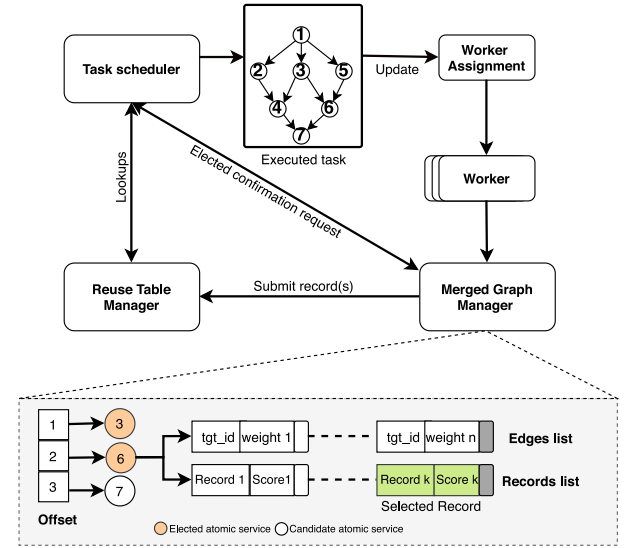 Task scheduler
1
2
3
5
4
6
7
Executed task
Update
Worker
Assignment
Worker
Lookups
Elected confirmation request
Reuse Table
Manager
Submit record(s)
Merged Graph
Manager
1
3
tgt_id weight 1
tgt_id weight n
Edges list
2
6
3
7
Record 1 Score1
Record k Score k
Records list
Selected Record
Offset
Elected atomic service
Candidate atomic service